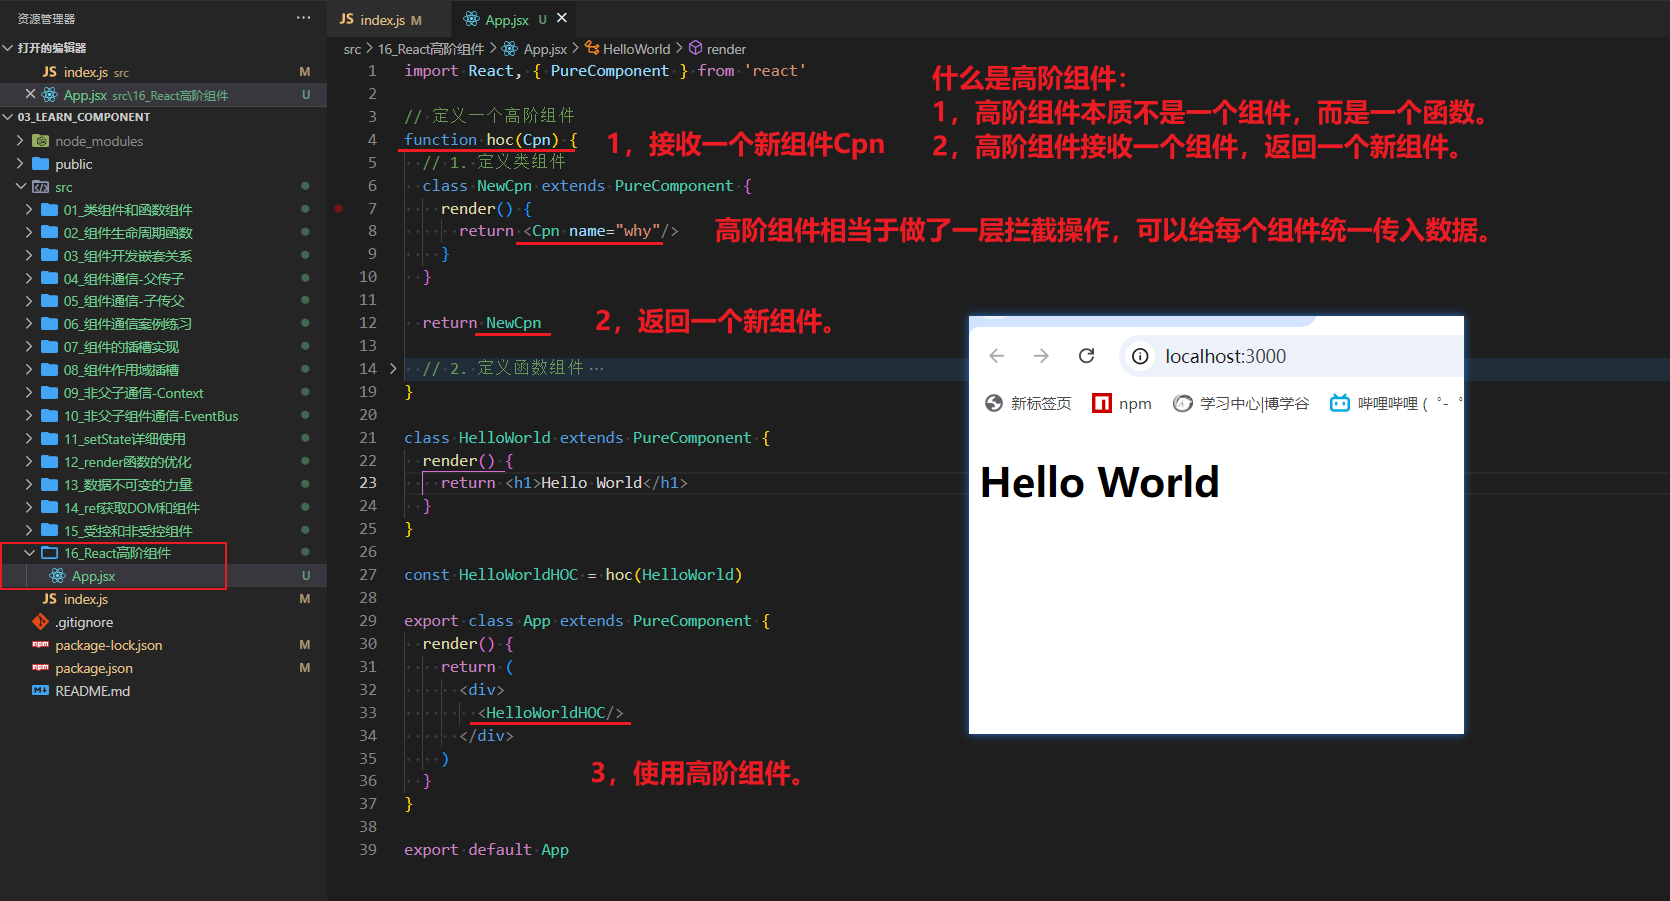 资源管理器 ···
打开的编辑器
JS index.js src M
× App.jsx src\16_React高阶组件 U
03_LEARN_COMPONENT
node_modules
public
src
01_类组件和函数组件
02_组件生命周期函数
03_组件开发嵌套关系
04_组件通信-父传子
05_组件通信-子传父
06_组件通信案例练习
07_组件的插槽实现
08_组件作用域插槽
09_非父子通信-Context
10_非父子组件通信-EventBus
11_setState详细使用
12_render函数的优化
13_数据不可变的力量
14_ref获取DOM和组件
15_受控和非受控组件
16_React高阶组件
App.jsx U
JS index.js M
.gitignore
npm package-lock.json M
npm package.json M
README.md
JS index.js M App.jsx U ×
src > 16_React高阶组件 > App.jsx > HelloWorld > render
1 import React, { PureComponent } from 'react'
2
3 // 定义一个高阶组件
4 function hoc(Cpn) {
5 // 1. 定义类组件
6 class NewCpn extends PureComponent {
7 render() {
8 return <Cpn name="why"/>
9 }
10 }
11
12 return NewCpn
13
14 // 2. 定义函数组件 ···
19 }
20
21 class HelloWorld extends PureComponent {
22 render() {
23 return <h1>Hello World</h1>
24 }
25 }
26
27 const HelloWorldHOC = hoc(HelloWorld)
28
29 export class App extends PureComponent {
30 render() {
31 return (
32 <div>
33 <HelloWorldHOC/>
34 </div>
35 )
36 }
37 }
38
39 export default App
什么是高阶组件：
1，高阶组件本质不是一个组件，而是一个函数。
2，高阶组件接收一个组件，返回一个新组件。
1，接收一个新组件Cpn
高阶组件相当于做了一层拦截操作，可以给每个组件统一传入数据。
2，返回一个新组件。
3，使用高阶组件。
localhost:3000
新标签页 npm 学习中心|博学谷 哔哩哔哩 ( ゜- ゜
Hello World